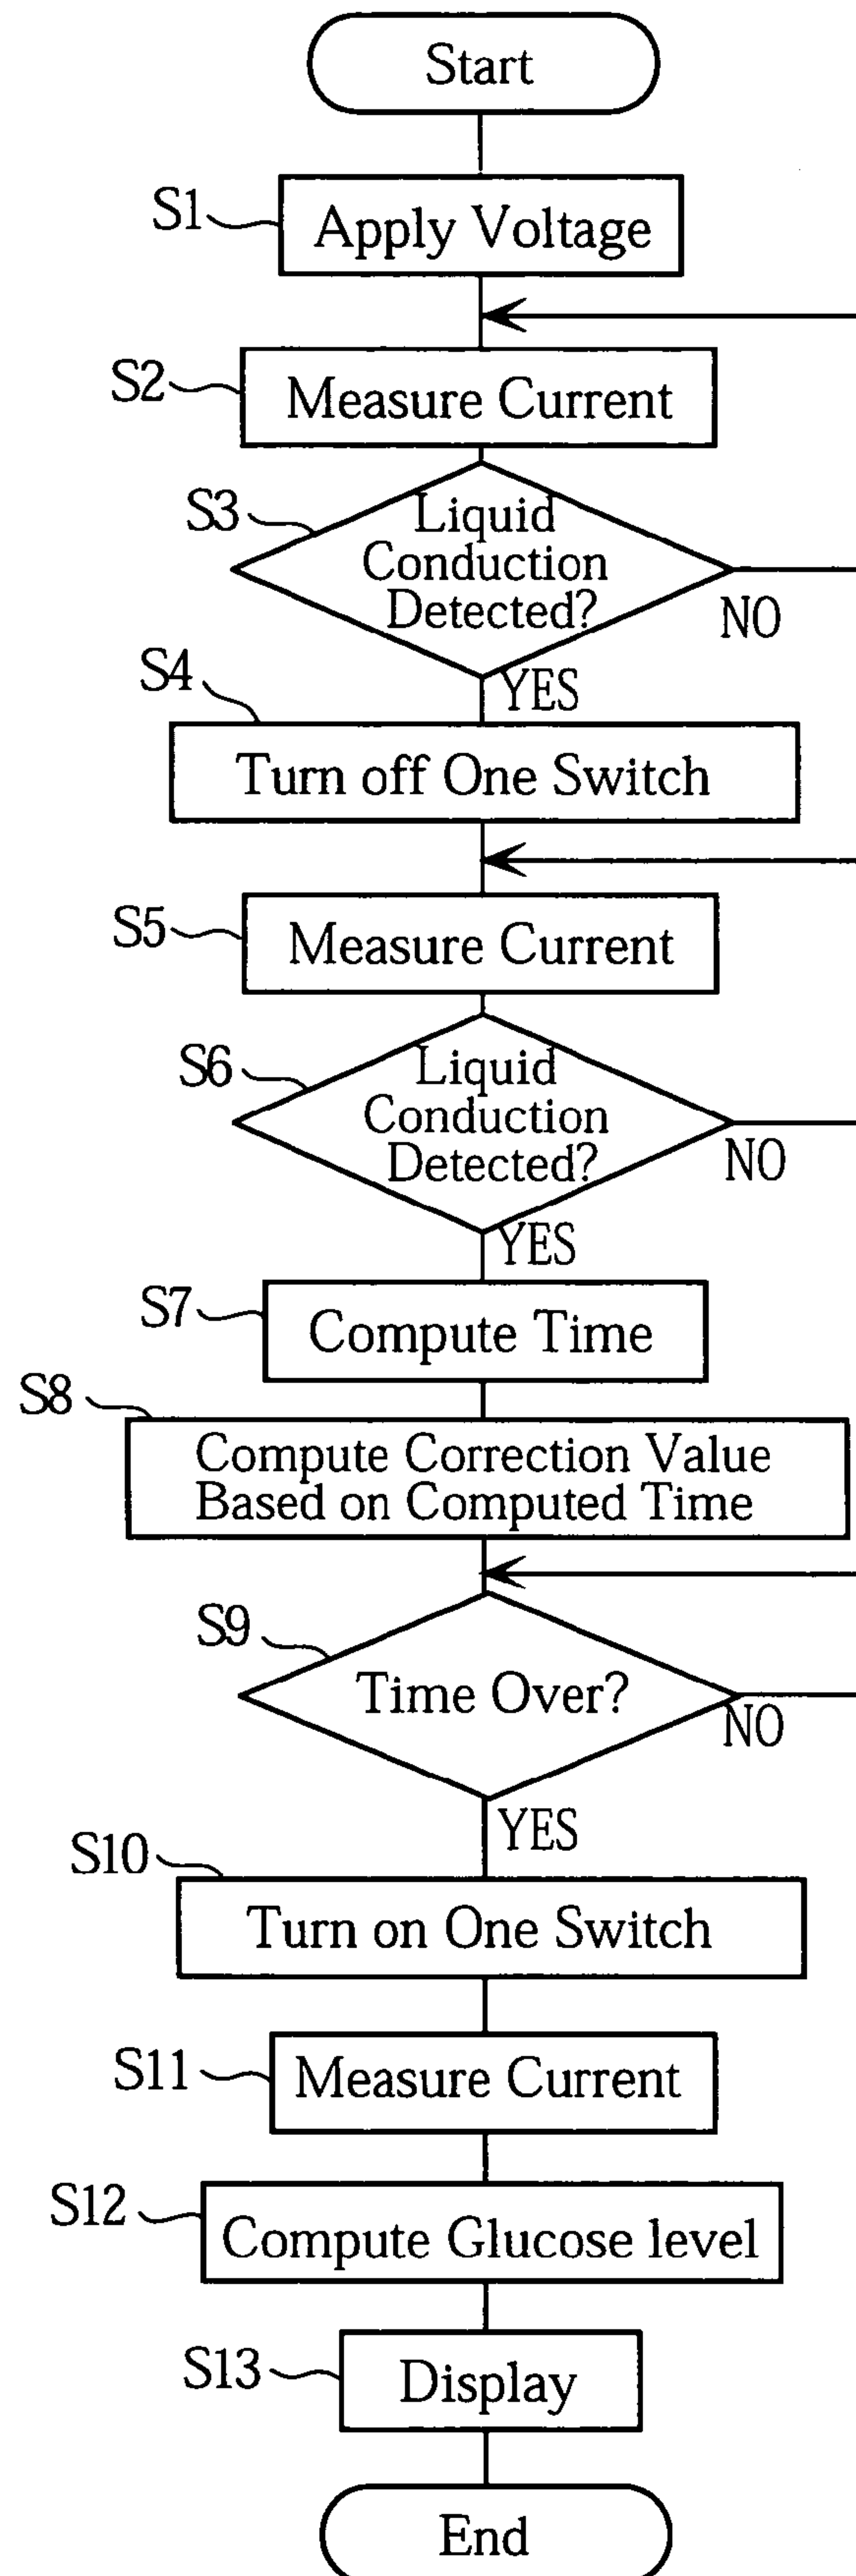 Start
S1
Apply Voltage
S2
Measure Current
S3
Liquid
Conduction
Detected?
NO
YES
S4
Turn off One Switch
S5
Measure Current
S6
Liquid
Conduction
Detected?
NO
YES
S7
Compute Time
S8
Compute Correction Value
Based on Computed Time
S9
Time Over?
NO
YES
S10
Turn on One Switch
S11
Measure Current
S12
Compute Glucose level
S13
Display
End